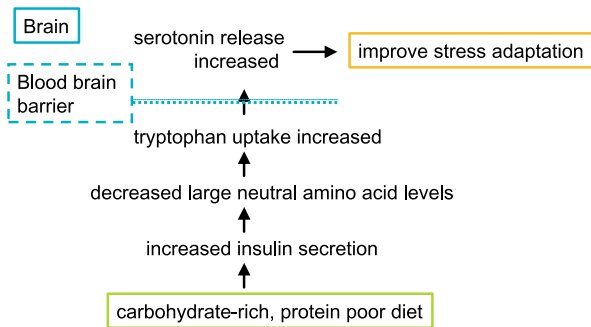 Brain
serotonin release
increased
improve stress adaptation
Blood brain
barrier
tryptophan uptake increased
decreased large neutral amino acid levels
increased insulin secretion
carbohydrate-rich, protein poor diet